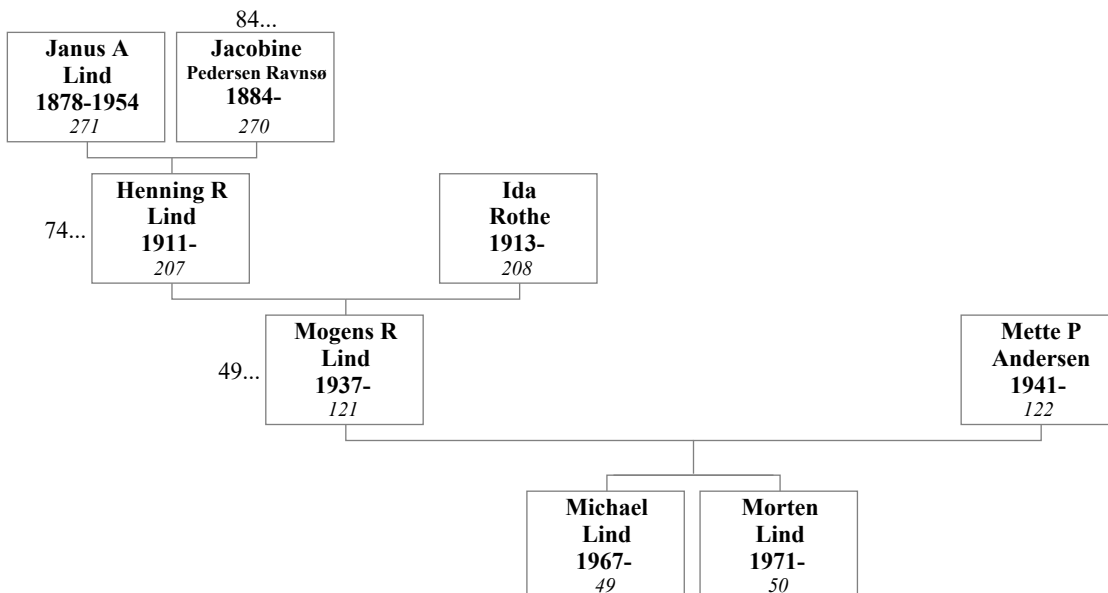 84...
Janus A
Lind
1878-1954
271
Jacobine
Pedersen Ravnsø
1884-
270
74...
Henning R
Lind
1911-
207
Ida
Rothe
1913-
208
49...
Mogens R
Lind
1937-
121
Mette P
Andersen
1941-
122
Michael
Lind
1967-
49
Morten
Lind
1971-
50